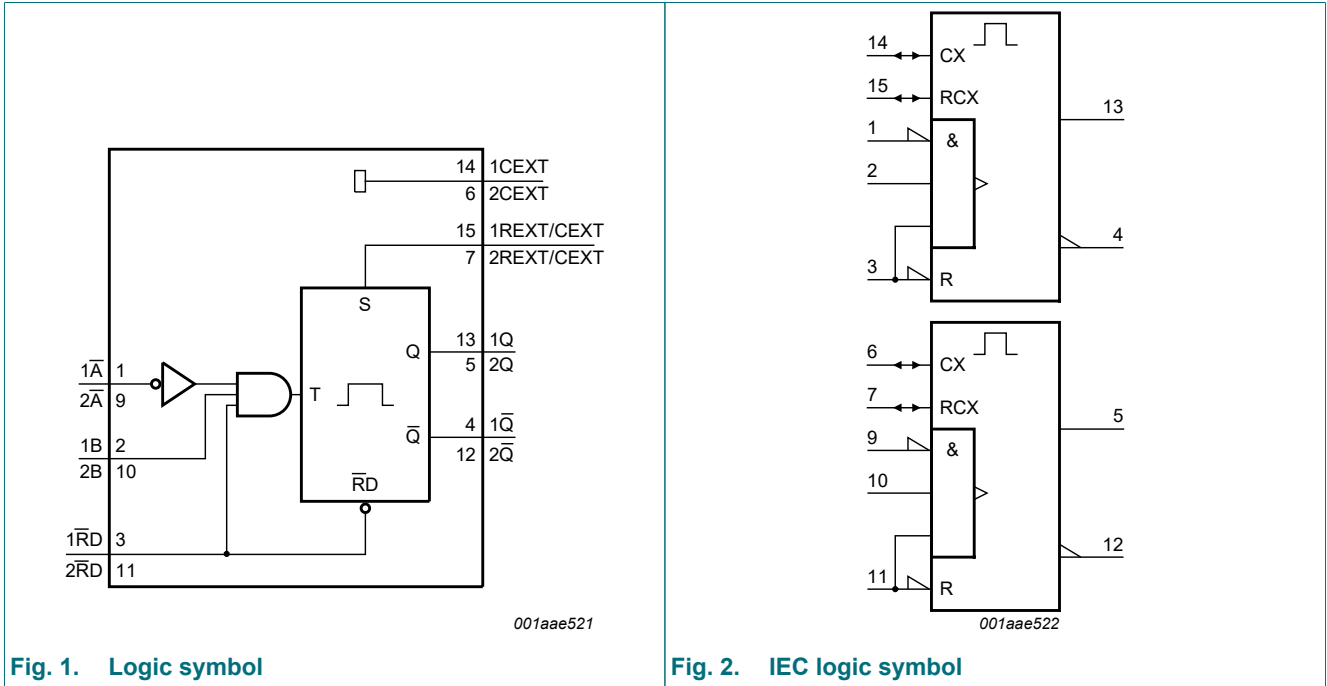 14 1CEXT
6 2CEXT
15 1REXT/CEXT
7 2REXT/CEXT
S
Q 13 1Q
5 2Q
1A̅ 1
2A̅ 9
T
1B 2
2B 10
Q̅ 4 1Q̅
12 2Q̅
R̅D
1R̅D 3
2R̅D 11
001aae521
Fig. 1. Logic symbol
14 CX
15 RCX
13
1 &
2
4
3 R
6 CX
7 RCX
5
9 &
10
12
11 R
001aae522
Fig. 2. IEC logic symbol